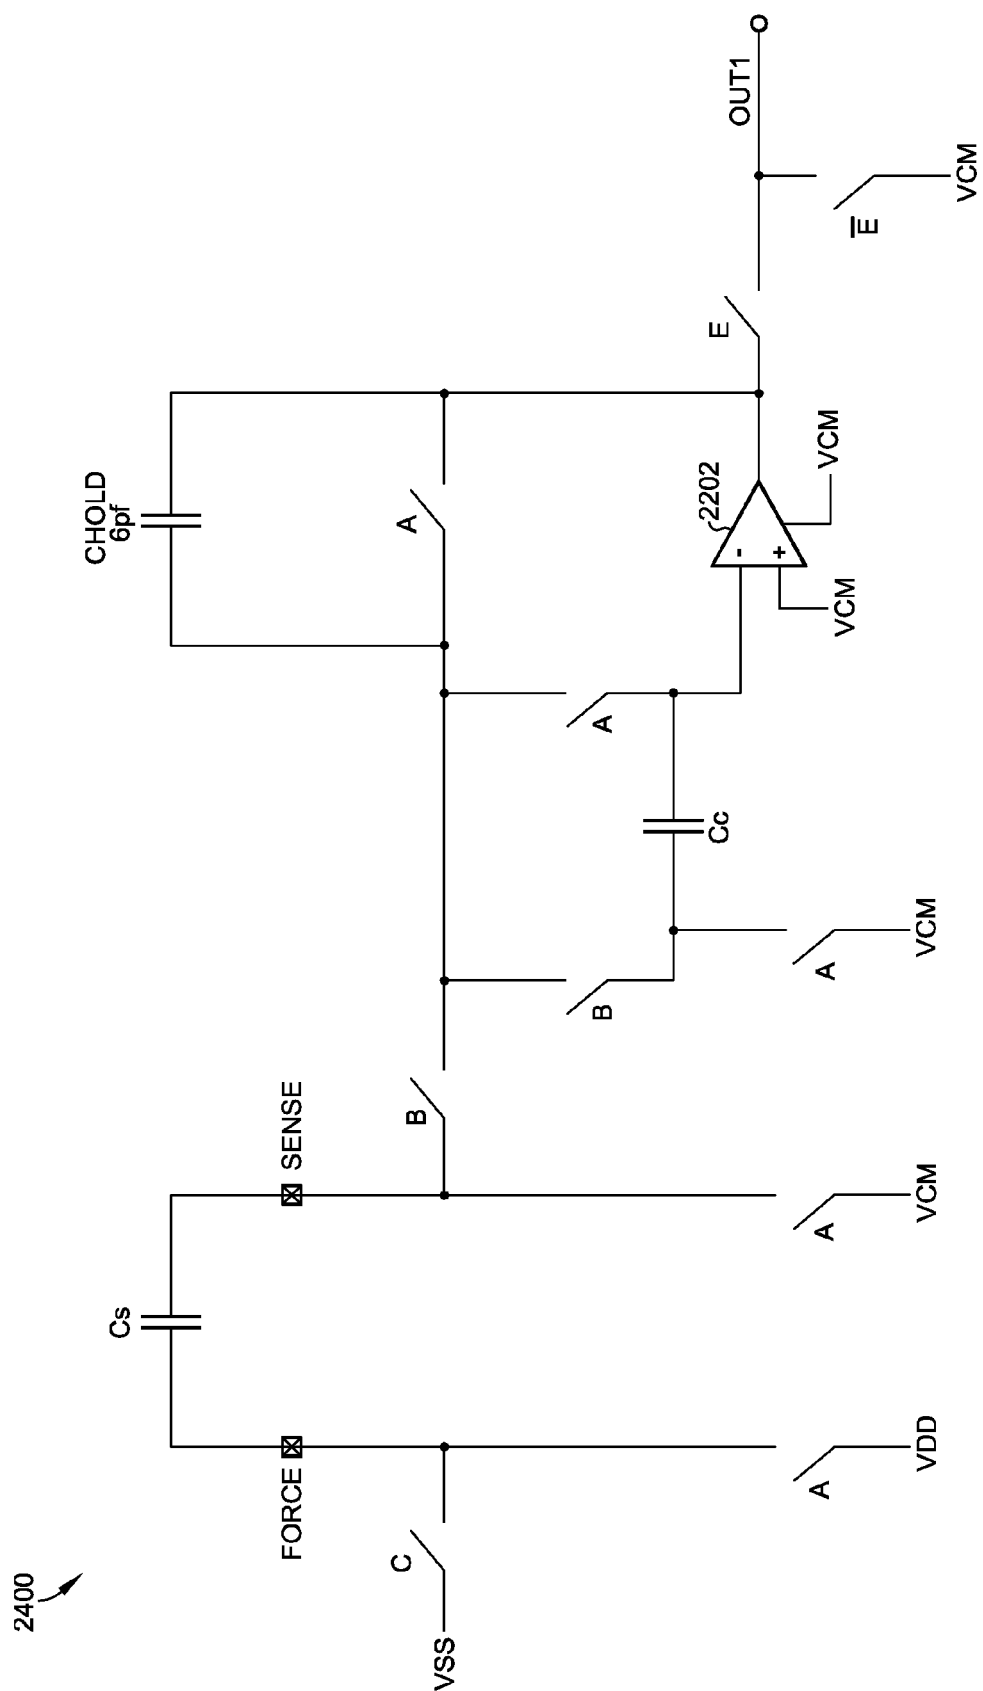 2400
VSS
C
FORCE
A
VDD
Cs
SENSE
A
VCM
B
B
A
VCM
Cc
A
CHOLD
6pf
A
2202
-
+
VCM
VCM
E
E̅
VCM
OUT1